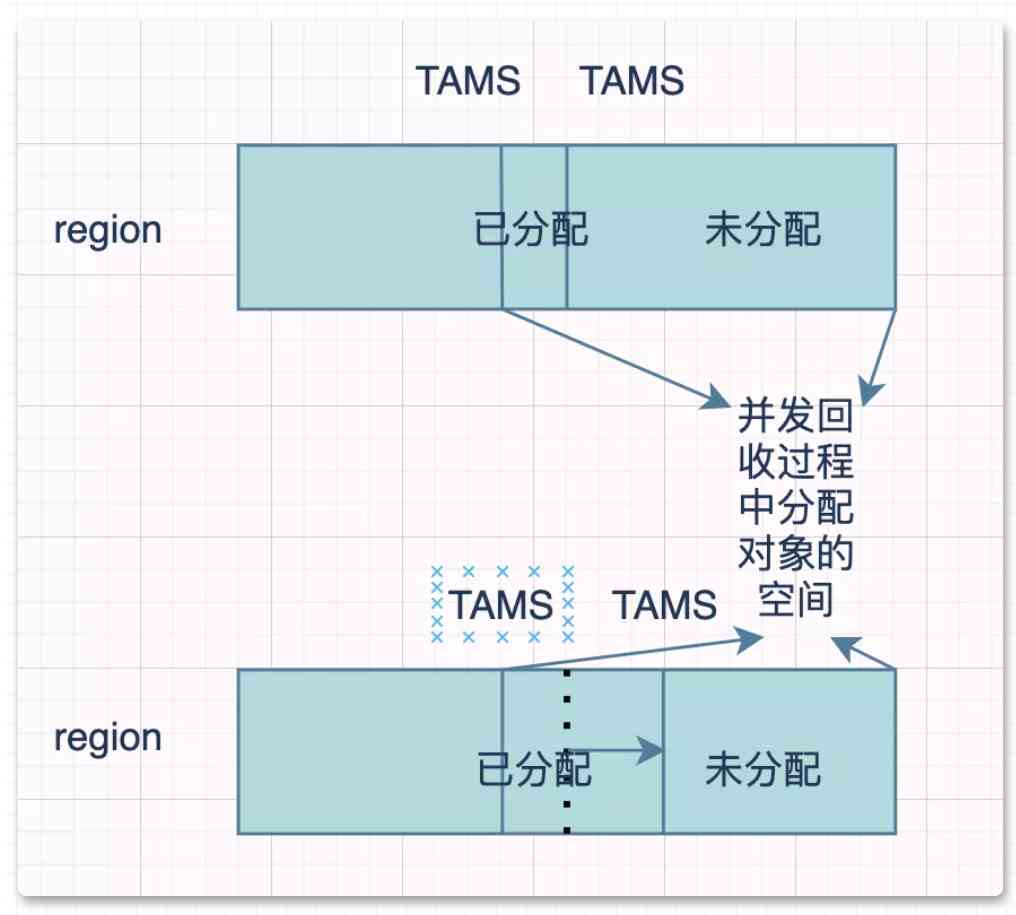 TAMS TAMS
region
已分配
未分配
并发回
收过程
中分配
对象的
空间
TAMS TAMS
region
已分配
未分配